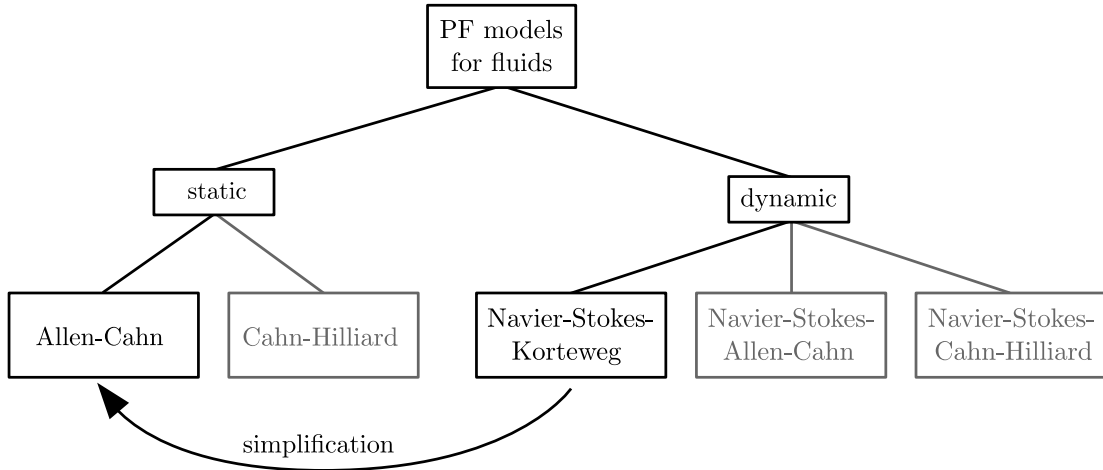 PF models
for fluids
static
dynamic
Allen-Cahn
Cahn-Hilliard
Navier-Stokes-
Korteweg
Navier-Stokes-
Allen-Cahn
Navier-Stokes-
Cahn-Hilliard
simplification